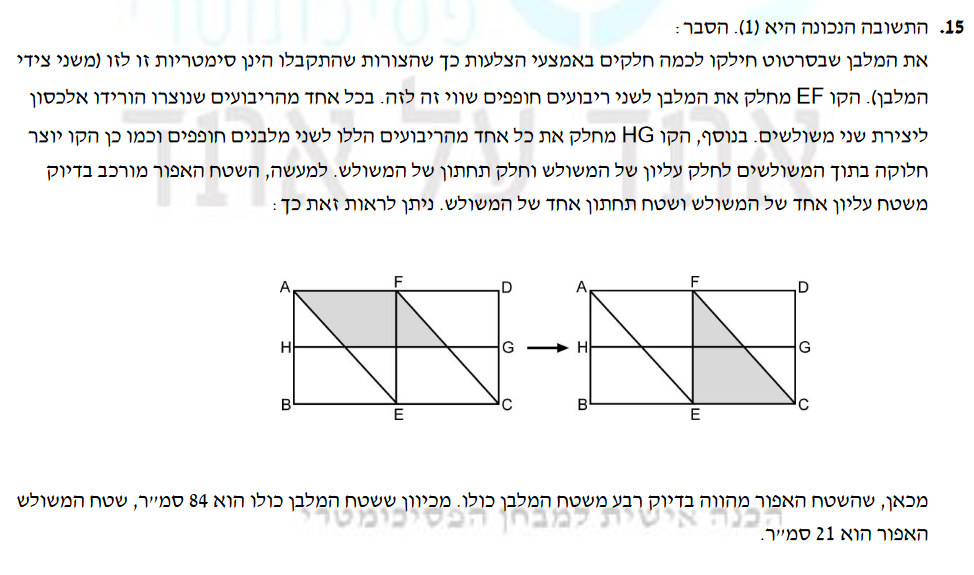 פסיכומטרי
15. התשובה הנכונה היא (1). הסבר:
את המלבן שבסרטוט חילקו לכמה חלקים באמצעי הצלעות כך שהצורות שהתקבלו הינן סימטריות זו לזו (משני צידי
המלבן). הקו EF מחלק את המלבן לשני ריבועים חופפים שווי זה לזה. בכל אחד מהריבועים שנוצרו הורידו אלכסון
ליצירת שני משולשים. בנוסף, הקו HG מחלק את כל אחד מהריבועים הללו לשני מלבנים חופפים וכמו כן הקו יוצר
חלוקה בתוך המשולשים לחלק עליון של המשולש וחלק תחתון של המשולש. למעשה, השטח האפור מורכב בדיוק
אחד על אחד
משטח עליון אחד של המשולש ושטח תחתון אחד של המשולש. ניתן לראות זאת כך:
A F D A F D
H G H G
B E C B E C
מכאן, שהשטח האפור מהווה בדיוק רבע משטח המלבן כולו. מכיוון ששטח המלבן כולו הוא 84 סמ״ר, שטח המשולש
הכנה אישית למבחן הפסיכומטרי
האפור הוא 21 סמ״ר.